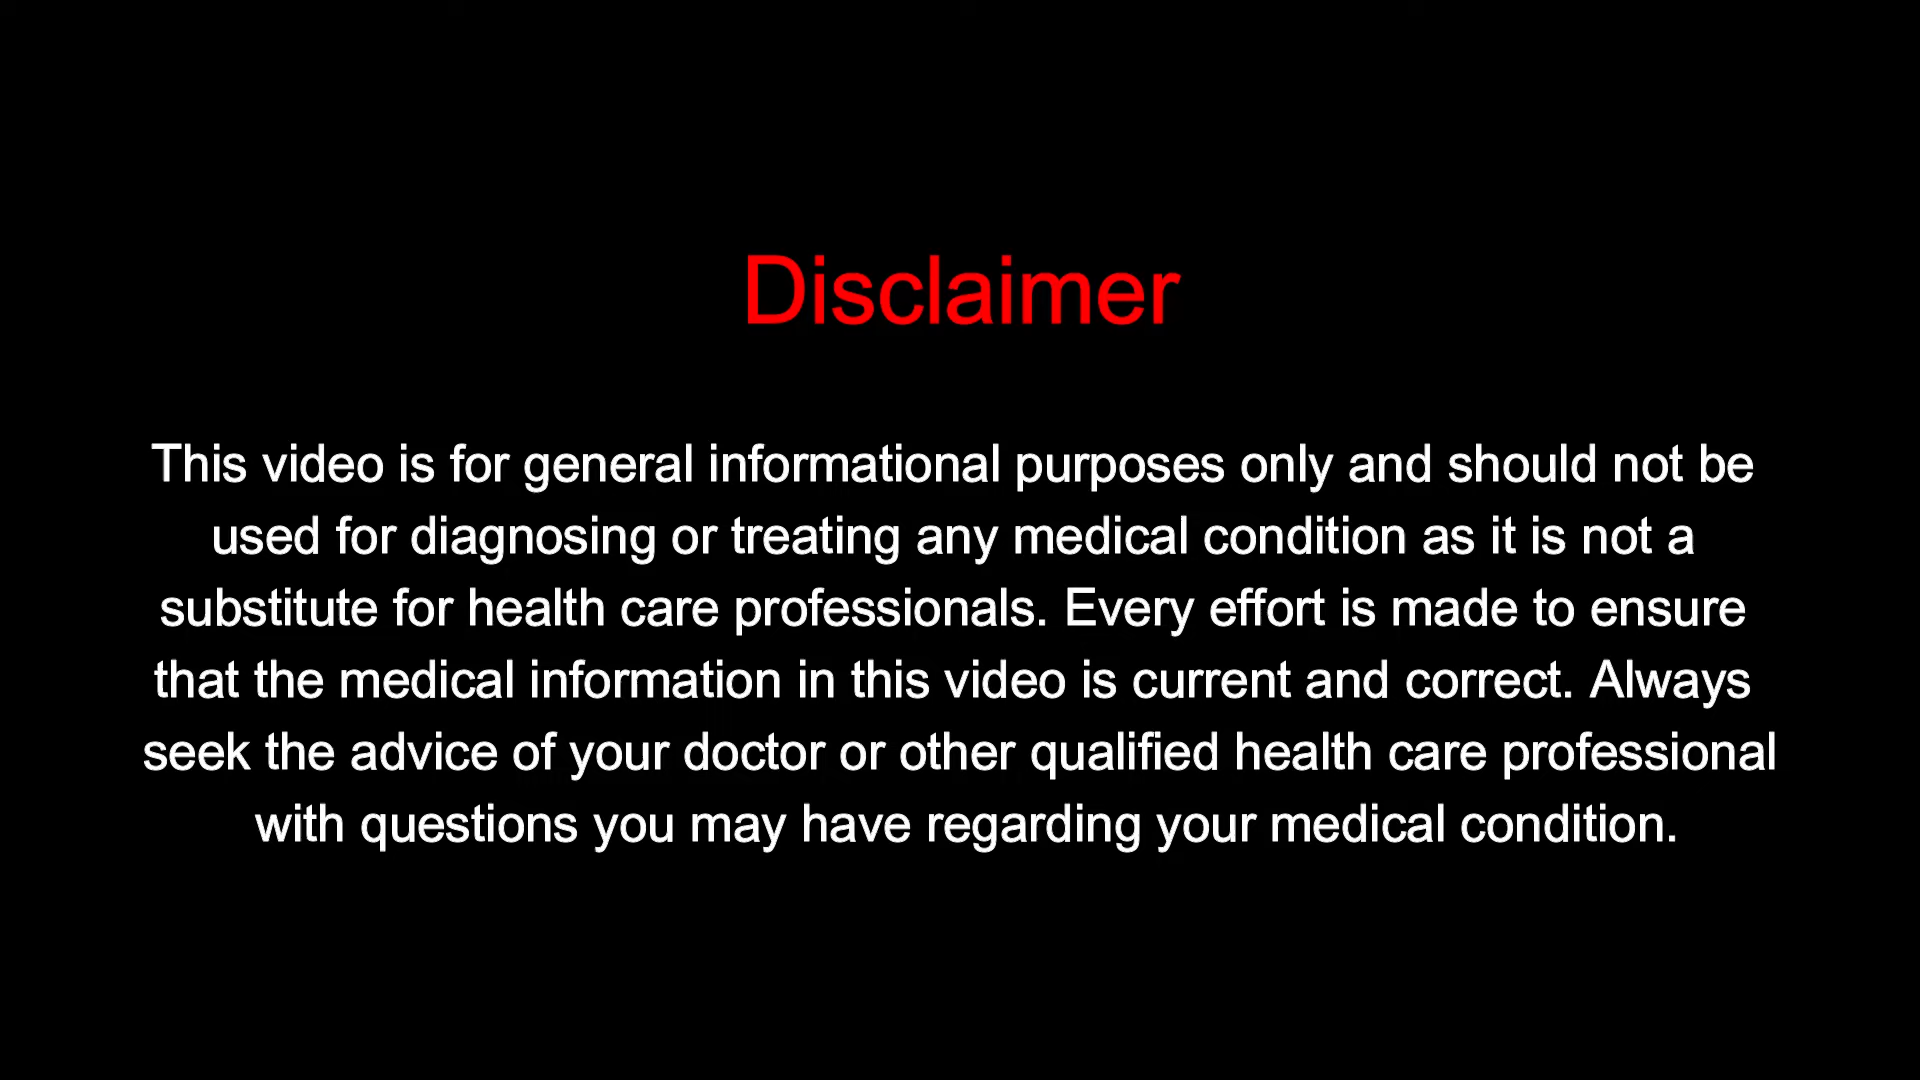 Disclaimer
This video is for general informational purposes only and should not be
used for diagnosing or treating any medical condition as it is not a
substitute for health care professionals. Every effort is made to ensure
that the medical information in this video is current and correct. Always
seek the advice of your doctor or other qualified health care professional
with questions you may have regarding your medical condition.